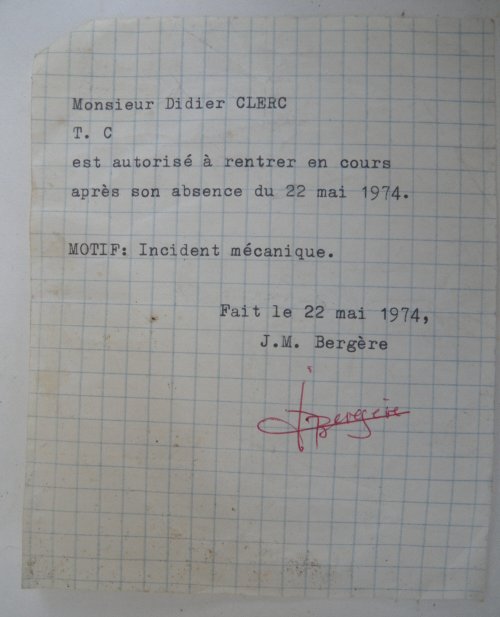 Monsieur Didier CLERC
T. C
est autorisé à rentrer en cours
après son absence du 22 mai 1974.
MOTIF: Incident mécanique.
Fait le 22 mai 1974,
J.M. Bergère
JBergère